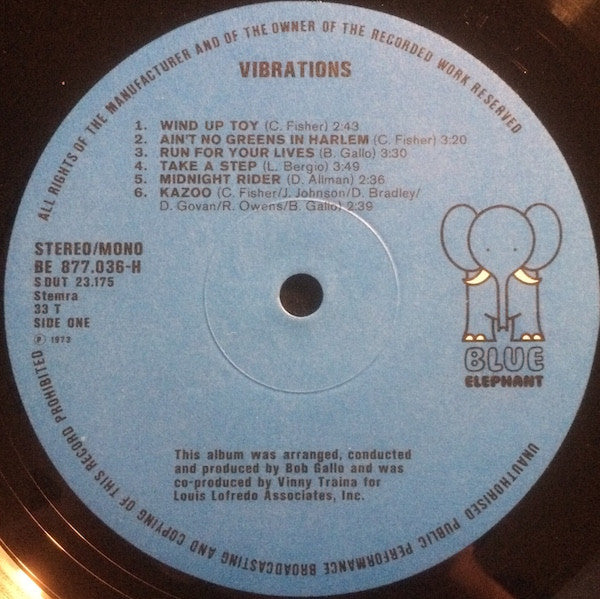 ALL RIGHTS OF THE MANUFACTURER AND OF THE OWNER OF THE RECORDED WORK RESERVED
VIBRATIONS
1. WIND UP TOY (C. Fisher) 2:43
2. AIN'T NO GREENS IN HARLEM (C. Fisher) 3:20
3. RUN FOR YOUR LIVES (B. Gallo) 3:30
4. TAKE A STEP (L. Bergio) 3:49
5. MIDNIGHT RIDER (D. Allman) 2:36
6. KAZOO (C. Fisher/J. Johnson/D. Bradley/
D. Govan/R. Owens/B. Gallo) 2:39
STEREO/MONO
BE 877.036-H
SDUT 23.175
Stemra
33 T
SIDE ONE
℗ 1973
BLUE
ELEPHANT
This album was arranged, conducted
and produced by Bob Gallo and was
co-produced by Vinny Traina for
Louis Lofredo Associates, Inc.
UNAUTHORISED PUBLIC PERFORMANCE BROADCASTING AND COPYING OF THIS RECORD PROHIBITED